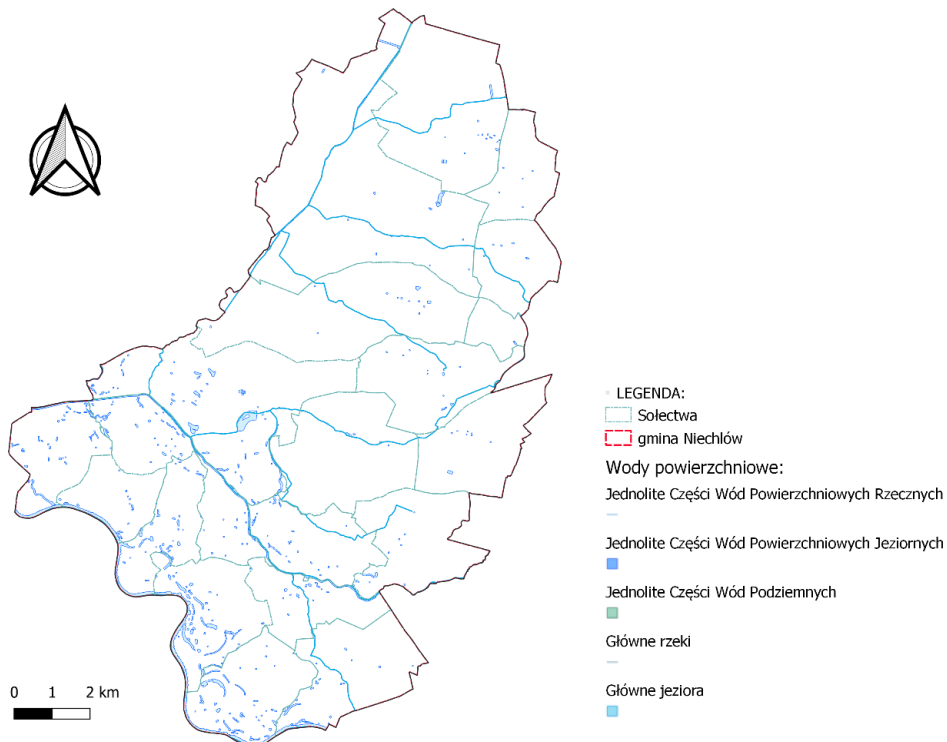 LEGENDA:
Sołectwa
gmina Niechlów
Wody powierzchniowe:
Jednolite Części Wód Powierzchniowych Rzecznych
Jednolite Części Wód Powierzchniowych Jeziornych
Jednolite Części Wód Podziemnych
Główne rzeki
Główne jeziora
0 1 2 km